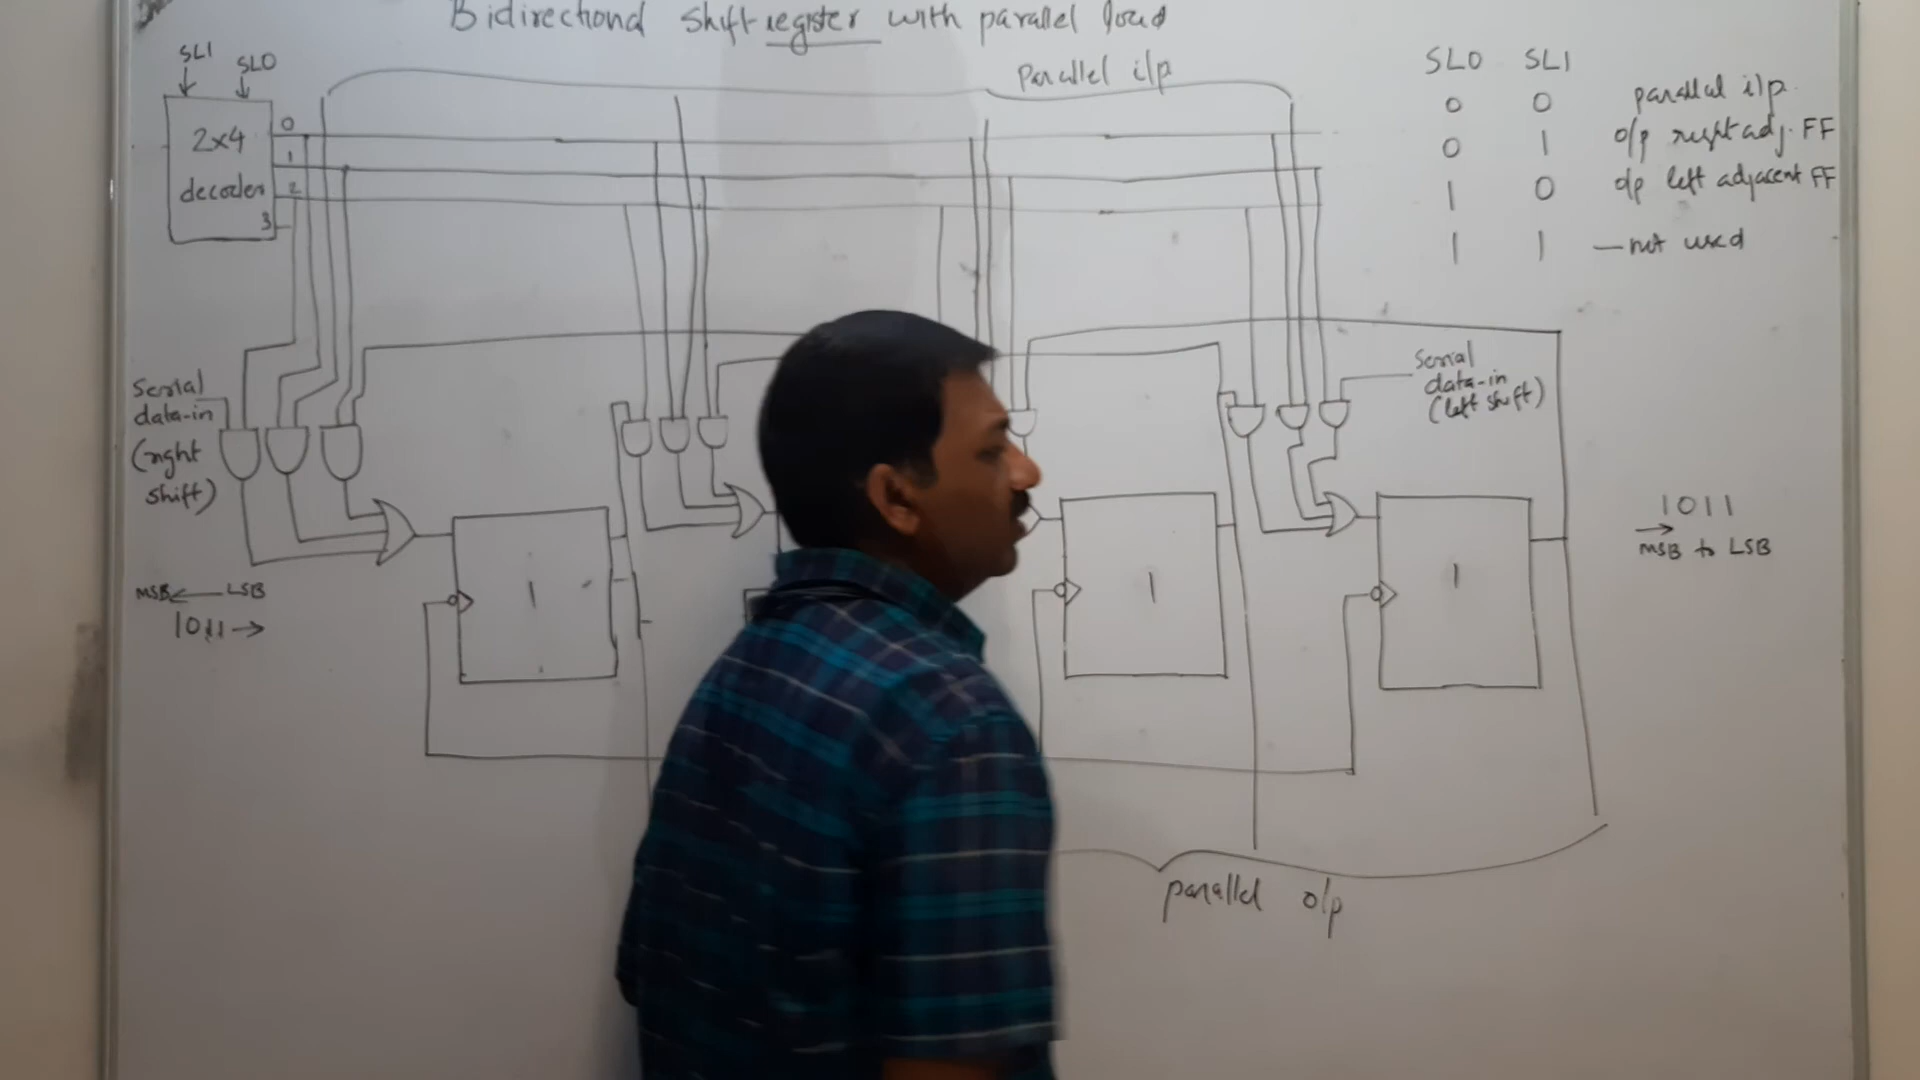 Bidirectional Shift register with parallel load
SL1
SL0
2x4
decoder
0
1
2
3
Parallel i/p
SL0 SL1
0 0 parallel i/p
0 1 o/p right adj. FF
1 0 o/p left adjacent FF
1 1 — not used
Serial
data-in
(right
shift)
Serial
data-in
(left shift)
MSB ← LSB
1011 →
1
1
1
1011
→
MSB to LSB
parallel o/p